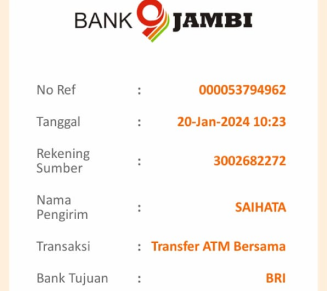 BANK 9 JAMBI
No Ref : 000053794962
Tanggal : 20-Jan-2024 10:23
Rekening
Sumber : 3002682272
Nama
Pengirim : SAIHATA
Transaksi : Transfer ATM Bersama
Bank Tujuan : BRI